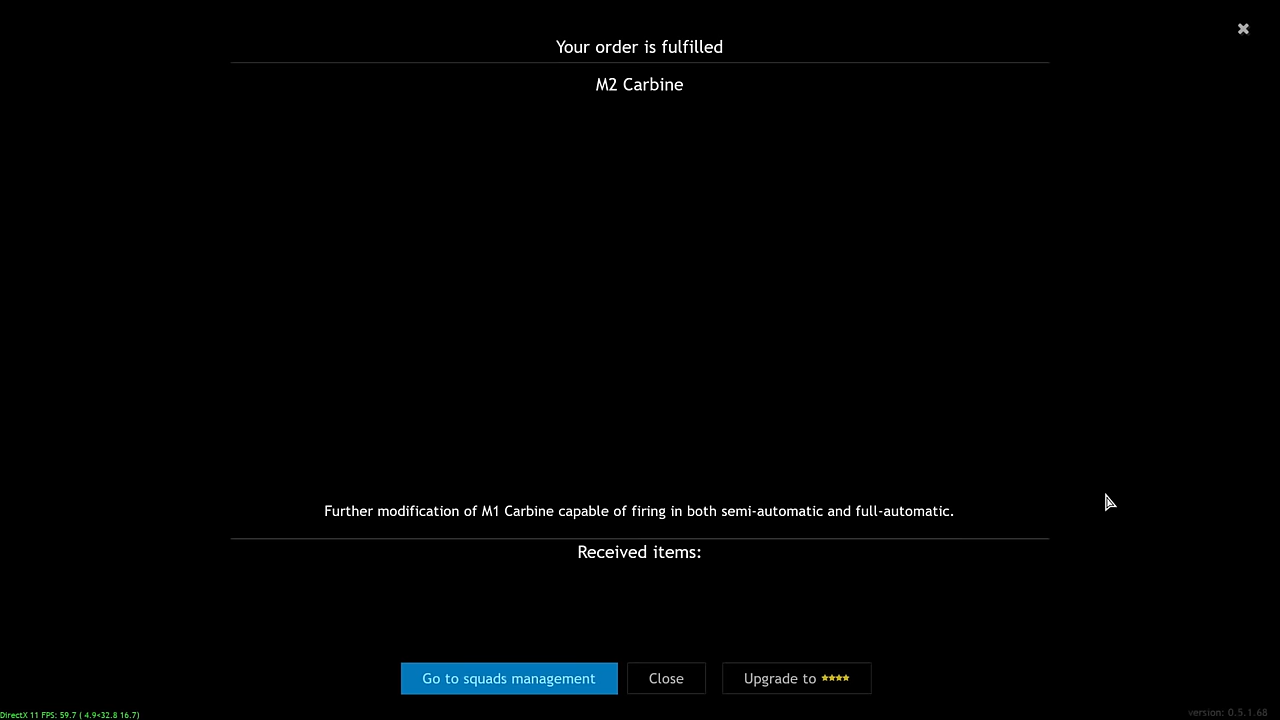 Your order is fulfilled
M2 Carbine
Further modification of M1 Carbine capable of firing in both semi-automatic and full-automatic.
Received items:
Go to squads management
Close
Upgrade to ★★★★
DirectX 11 FPS: 59.7 ( 4.9<32.8 16.7)
version: 0.5.1.68